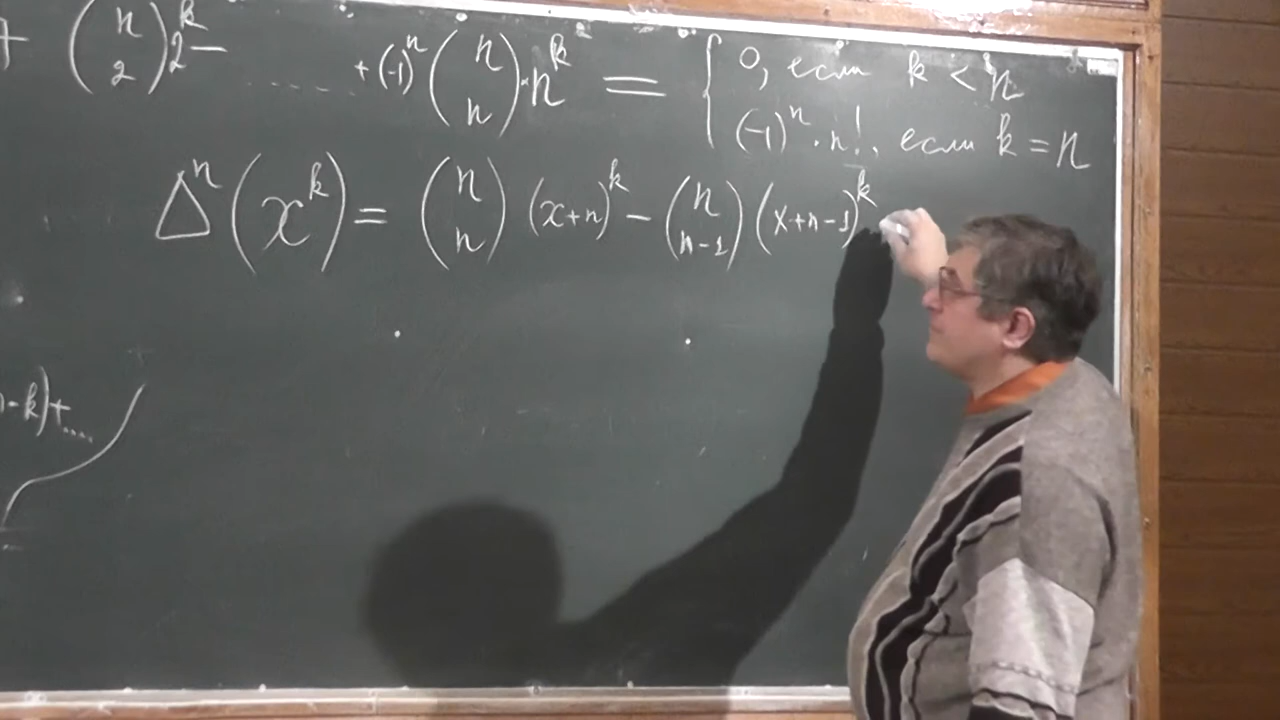 + (n 2) 2^k − ..... + (-1)^n (n n) · n^k = { 0, если k < n
(-1)^n · n!, если k = n
Δ^n (x^k) = (n n) (x+n)^k − (n n-1) (x+n-1)^k
-k)+....